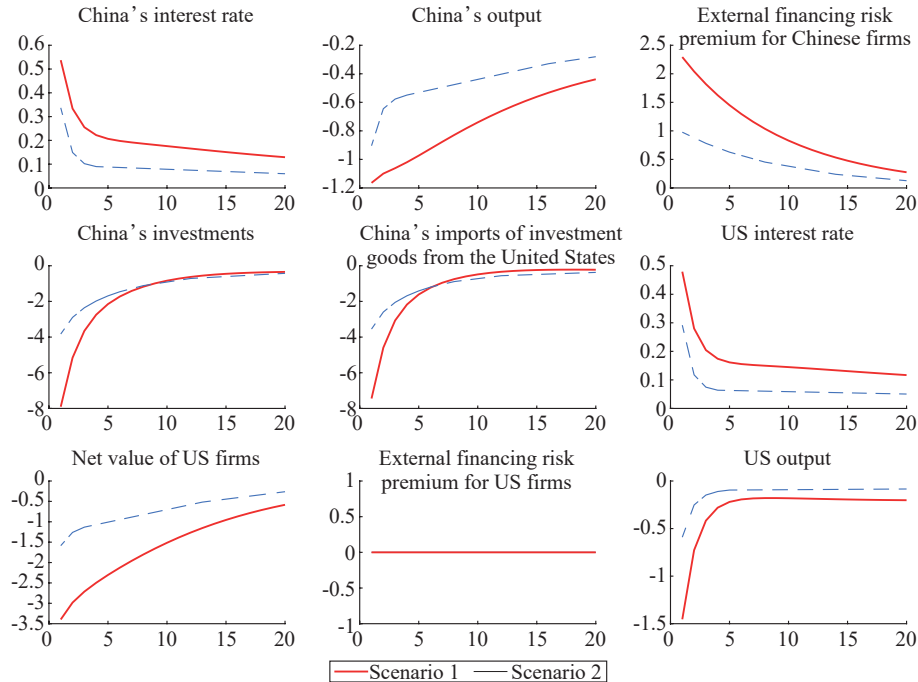 China's interest rate
0.6
0.5
0.4
0.3
0.2
0.1
0
0 5 10 15 20
China's output
0
-0.2
-0.4
-0.6
-0.8
-1.0
-1.2
0 5 10 15 20
External financing risk
premium for Chinese firms
2.5
2
1.5
1
0.5
0
0 5 10 15 20
China's investments
0
-2
-4
-6
-8
0 5 10 15 20
China's imports of investment
goods from the United States
0
-2
-4
-6
-8
0 5 10 15 20
US interest rate
0.5
0.4
0.3
0.2
0.1
0
0 5 10 15 20
Net value of US firms
0
-0.5
-1
-1.5
-2
-2.5
-3
-3.5
0 5 10 15 20
External financing risk
premium for US firms
1
0.5
0
-0.5
-1
0 5 10 15 20
US output
0
-0.5
-1
-1.5
0 5 10 15 20
Scenario 1 Scenario 2